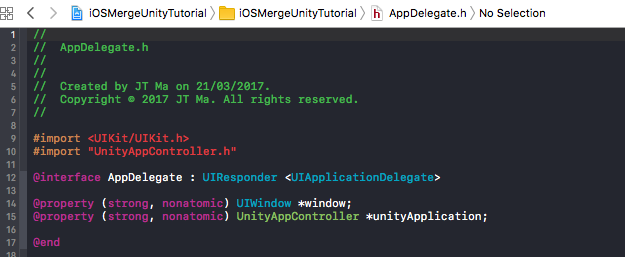 iOSMergeUnityTutorial iOSMergeUnityTutorial h AppDelegate.h No Selection
1 //
2 //  AppDelegate.h
3 //
4 //
5 //  Created by JT Ma on 21/03/2017.
6 //  Copyright © 2017 JT Ma. All rights reserved.
7 //
8
9 #import <UIKit/UIKit.h>
10 #import "UnityAppController.h"
11
12 @interface AppDelegate : UIResponder <UIApplicationDelegate>
13
14 @property (strong, nonatomic) UIWindow *window;
15 @property (strong, nonatomic) UnityAppController *unityApplication;
16
17 @end
18